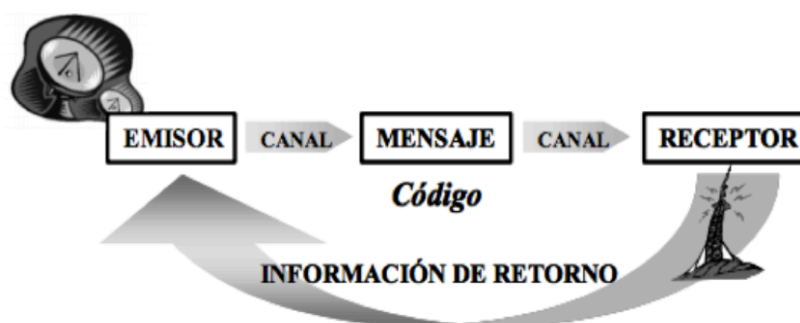 EMISOR CANAL MENSAJE CANAL RECEPTOR
Código
INFORMACIÓN DE RETORNO